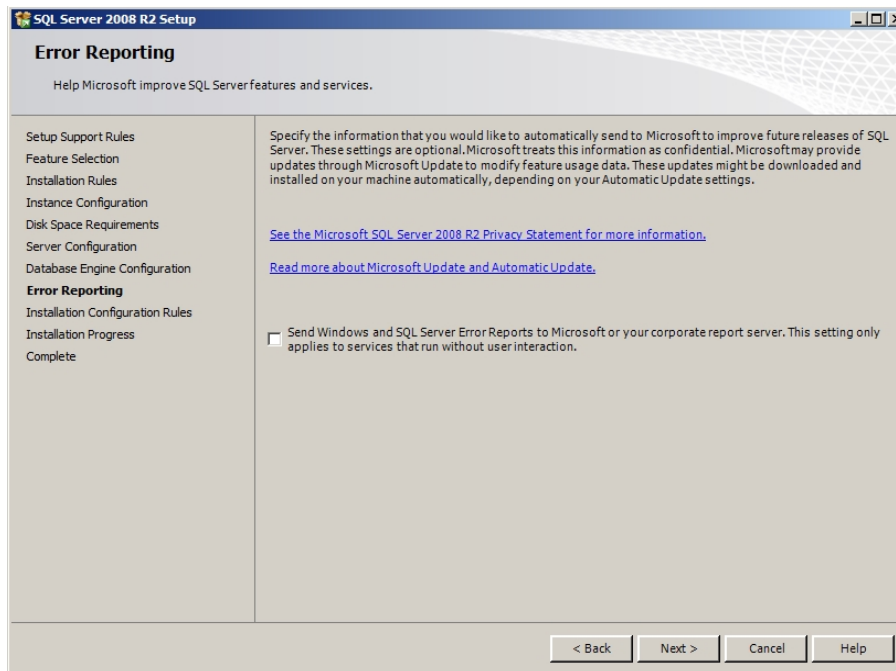 SQL Server 2008 R2 Setup
Error Reporting
Help Microsoft improve SQL Server features and services.
Setup Support Rules
Feature Selection
Installation Rules
Instance Configuration
Disk Space Requirements
Server Configuration
Database Engine Configuration
Error Reporting
Installation Configuration Rules
Installation Progress
Complete
Specify the information that you would like to automatically send to Microsoft to improve future releases of SQL
Server. These settings are optional. Microsoft treats this information as confidential. Microsoft may provide
updates through Microsoft Update to modify feature usage data. These updates might be downloaded and
installed on your machine automatically, depending on your Automatic Update settings.
See the Microsoft SQL Server 2008 R2 Privacy Statement for more information.
Read more about Microsoft Update and Automatic Update.
Send Windows and SQL Server Error Reports to Microsoft or your corporate report server. This setting only
applies to services that run without user interaction.
< Back
Next >
Cancel
Help